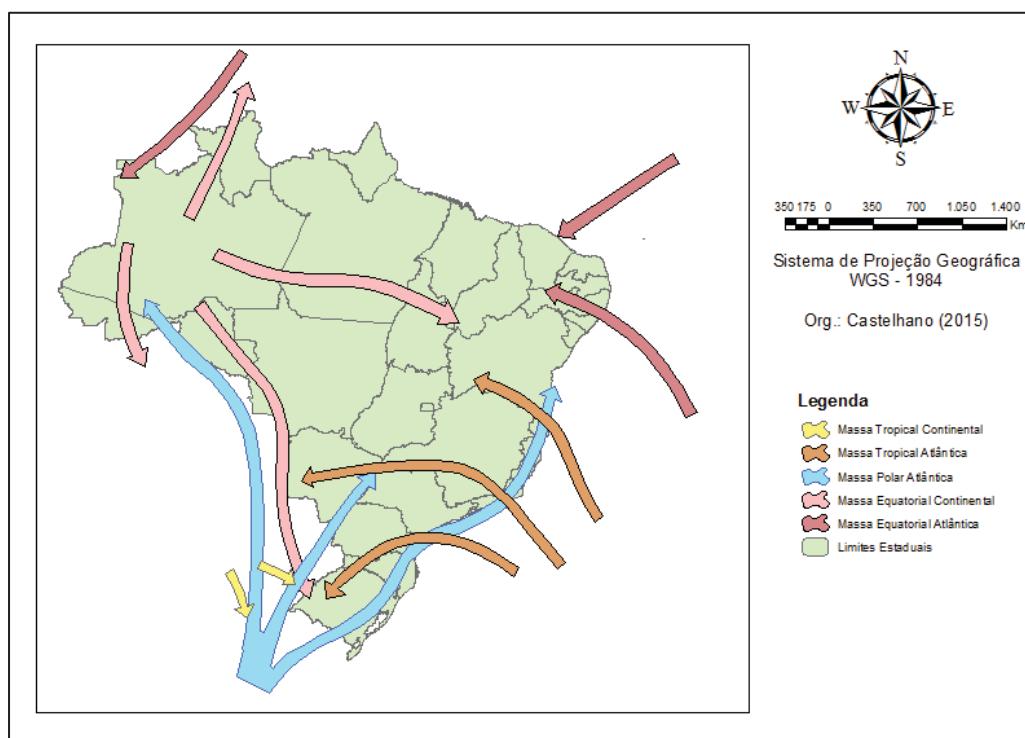 N
W E
S
350 175 0 350 700 1.050 1.400
Km
Sistema de Projeção Geográfica
WGS - 1984
Org.: Castelhano (2015)
Legenda
Massa Tropical Continental
Massa Tropical Atlântica
Massa Polar Atlântica
Massa Equatorial Continental
Massa Equatorial Atlântica
Limites Estaduais